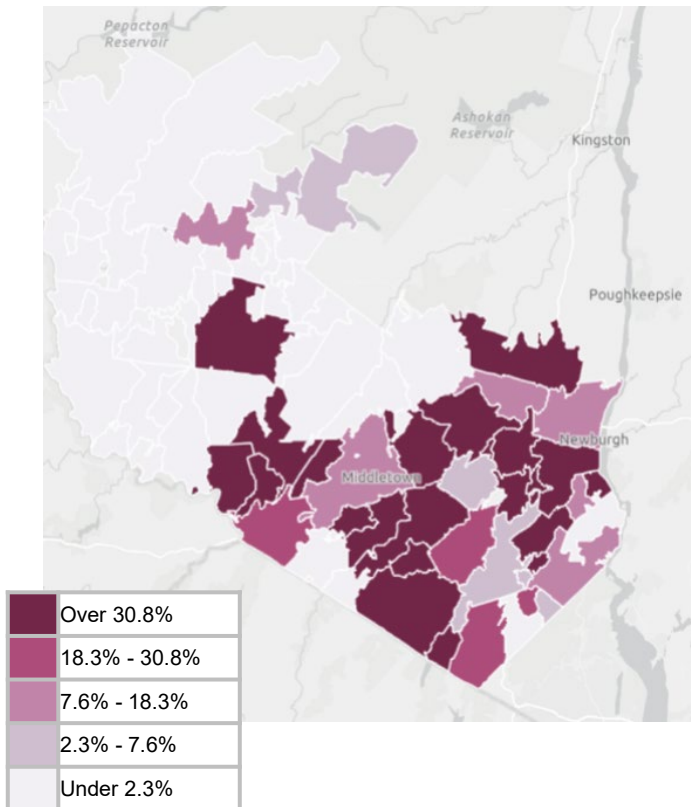 Pepacton
Reservoir
Ashokan
Reservoir
Kingston
Poughkeepsie
Newburgh
Middletown
Over 30.8%
18.3% - 30.8%
7.6% - 18.3%
2.3% - 7.6%
Under 2.3%